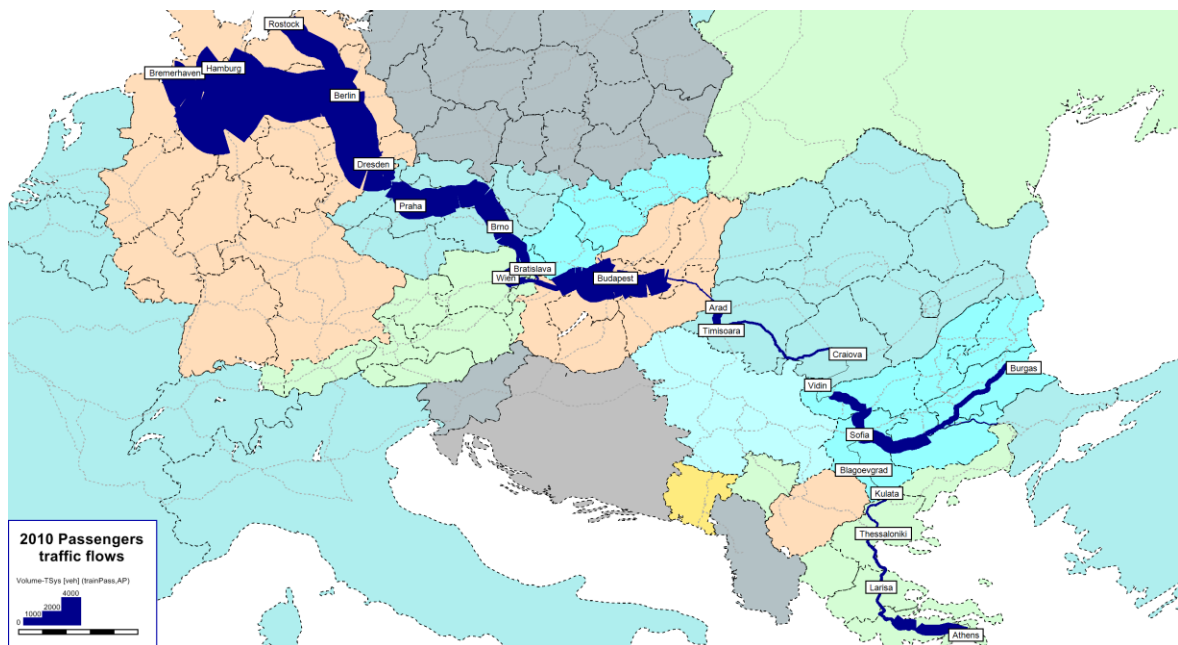 Rostock
Hamburg
Bremerhaven
Berlin
Dresden
Praha
Brno
Bratislava
Wien
Budapest
Arad
Timisoara
Craiova
Vidin
Burgas
Sofia
Blagoevgrad
Kulata
Thessaloniki
Larisa
Athens
2010 Passengers
traffic flows
Volume-TSys [veh] (trainPass,AP)
4000
2000
1000
0